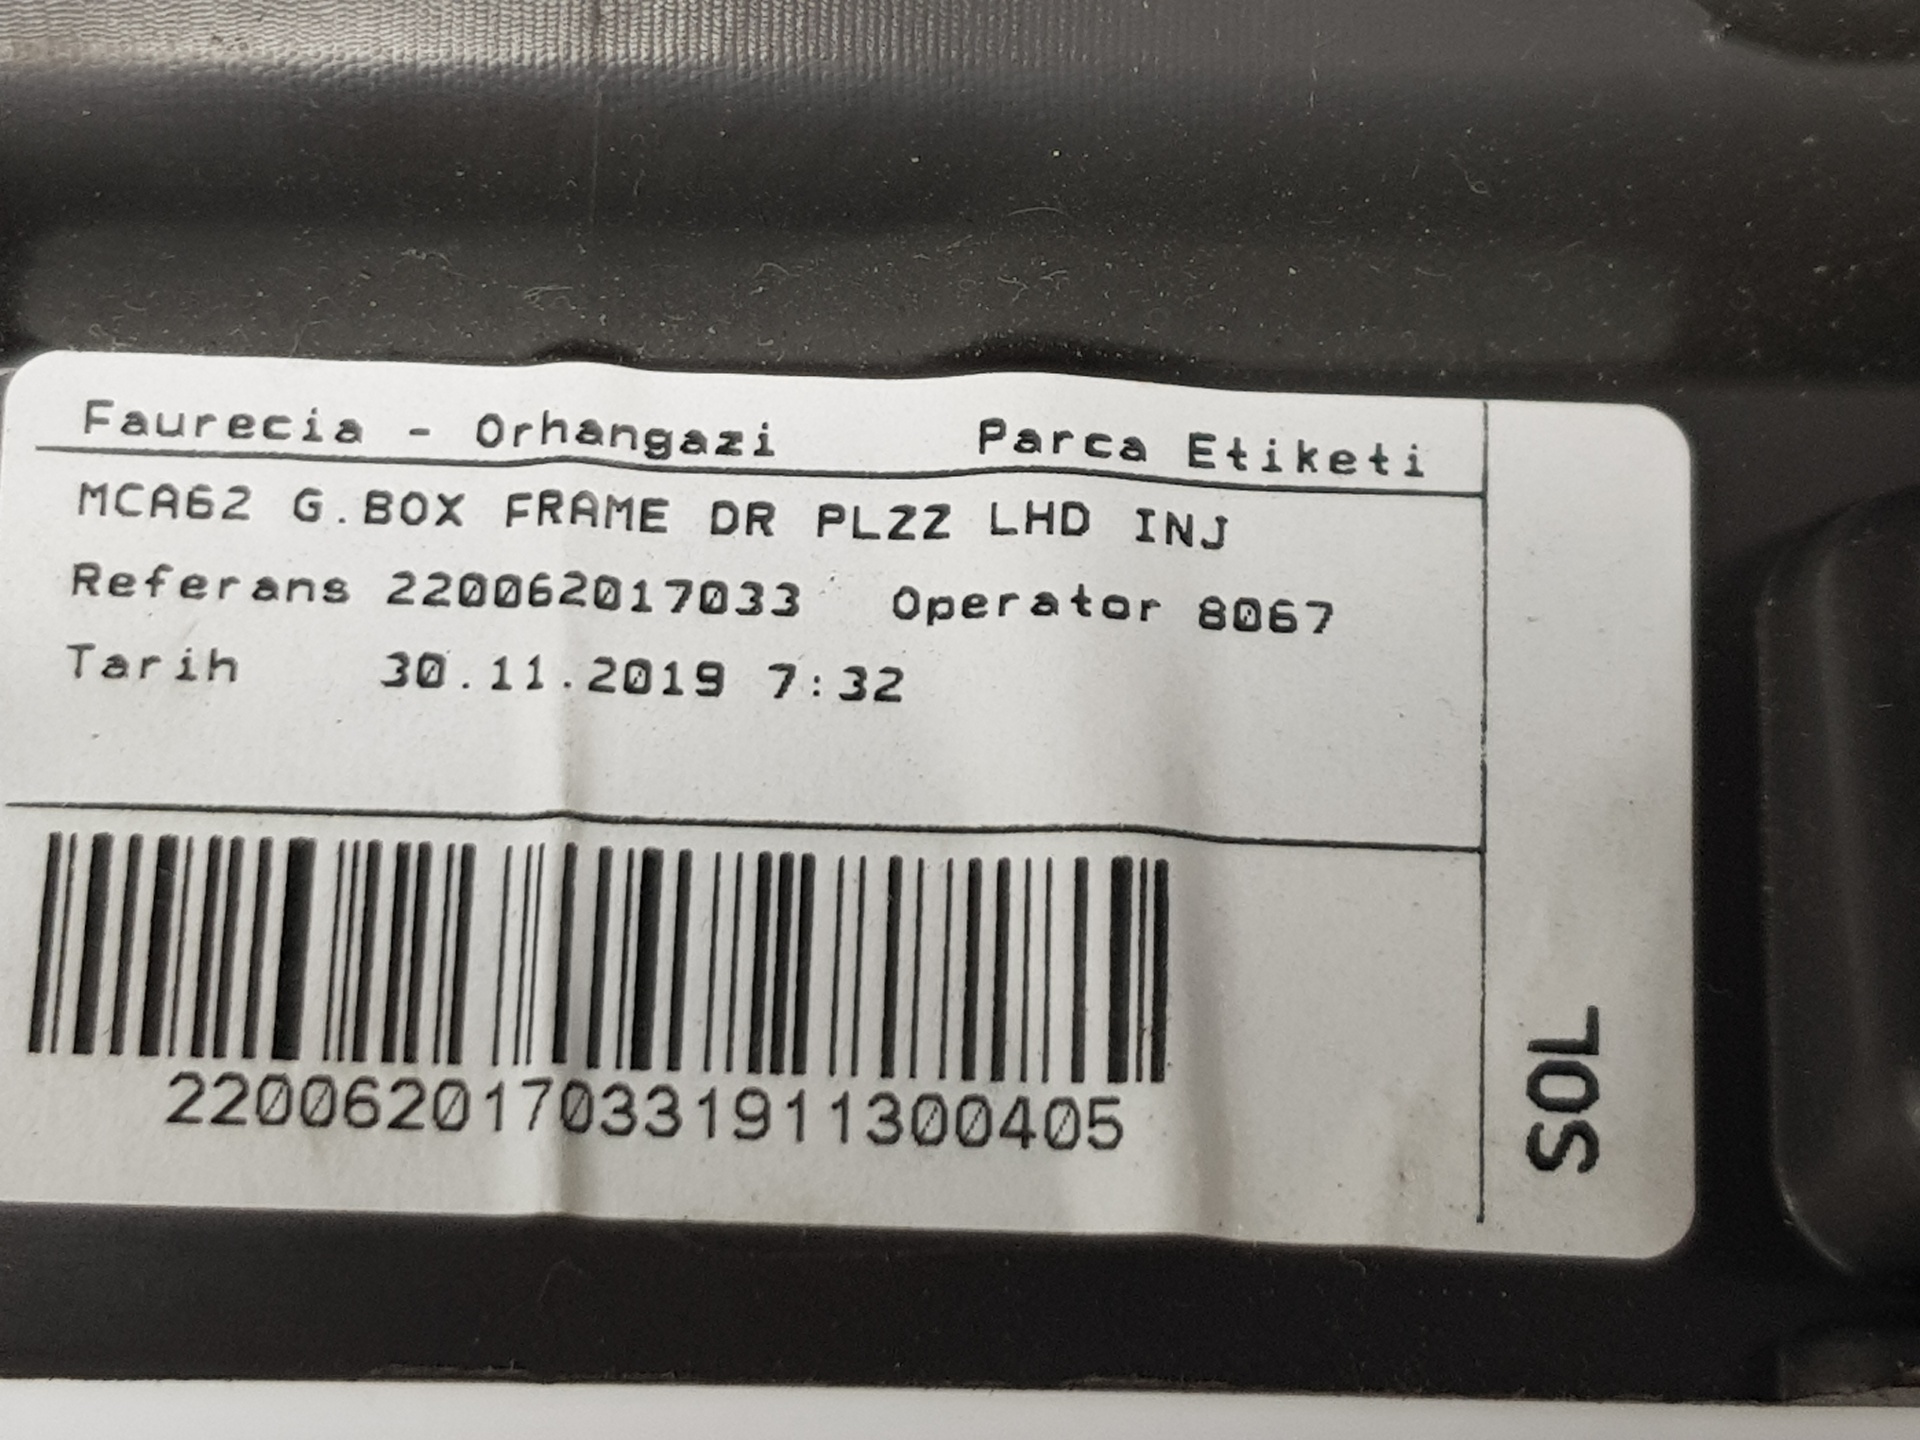 Faurecia - Orhangazi Parca Etiketi
MCA62 G.BOX FRAME DR PLZZ LHD INJ
Referans 220062017033 Operator 8067
Tarih 30.11.2019 7:32
2200620170331911300405
SOL